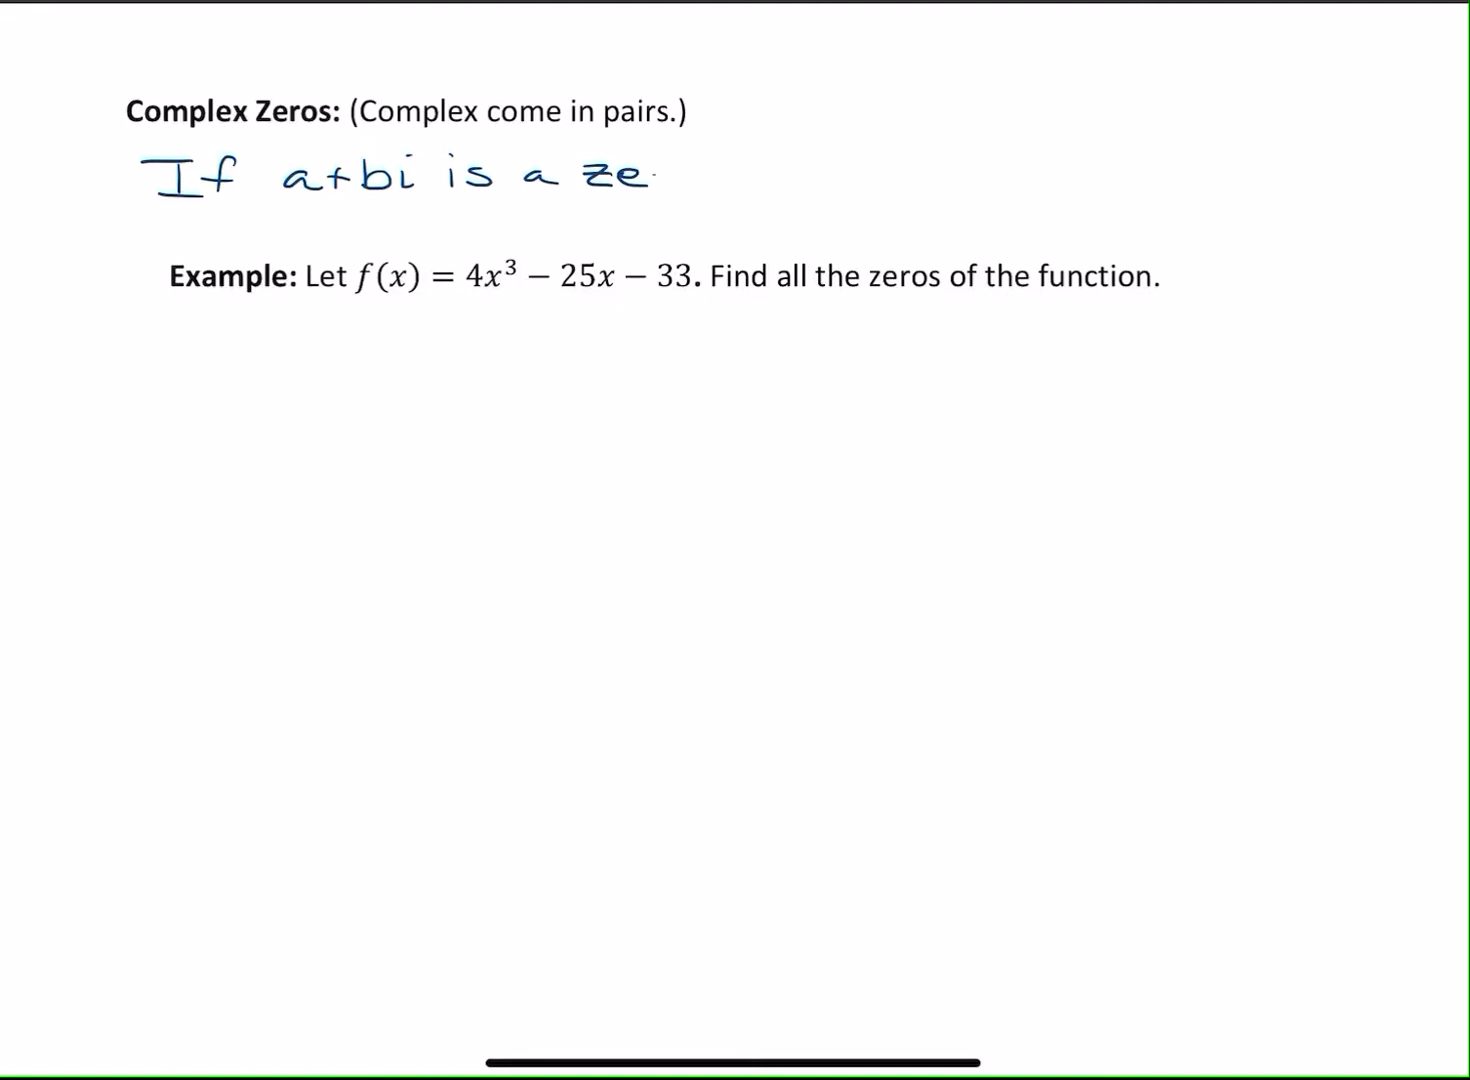 Complex Zeros: (Complex come in pairs.)
If a+bi is a ze
Example: Let f(x) = 4x³ − 25x − 33. Find all the zeros of the function.